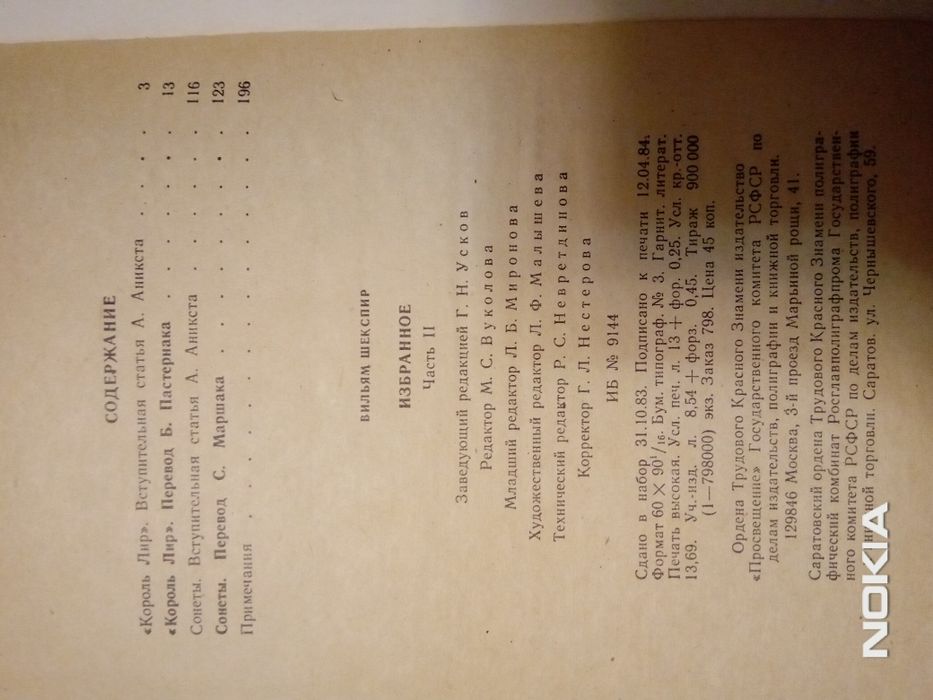 СОДЕРЖАНИЕ
«Король Лир». Вступительная статья А. Аникста . . . . 3
«Король Лир». Перевод Б. Пастернака . . . . . . . 13
Сонеты. Вступительная статья А. Аникста . . . . . . 116
Сонеты. Перевод С. Маршака . . . . . . . . . 123
Примечания . . . . . . . . . . . . . 196
ВИЛЬЯМ ШЕКСПИР
ИЗБРАННОЕ
Часть II
Заведующий редакцией Г. Н. Усков
Редактор М. С. Вуколова
Младший редактор Л. Б. Миронова
Художественный редактор Л. Ф. Малышева
Технический редактор Р. С. Невретдинова
Корректор Г. Л. Нестерова
ИБ № 9144
Сдано в набор 31.10.83. Подписано к печати 12.04.84.
Формат 60 × 90 1/16. Бум. типограф. № 3. Гарнит. литерат.
Печать высокая. Усл. печ. л. 13 + фор. 0,25. Усл. кр.-отт.
13,69. Уч.-изд. л. 8,54 + форз. 0,45. Тираж 900 000
(1—798000) экз. Заказ 798. Цена 45 коп.
Ордена Трудового Красного Знамени издательство
«Просвещение» Государственного комитета РСФСР по
делам издательств, полиграфии и книжной торговли.
129846 Москва, 3-й проезд Марьиной рощи, 41.
Саратовский ордена Трудового Красного Знамени полигра-
фический комбинат Росглавполиграфпрома Государствен-
ного комитета РСФСР по делам издательств, полиграфии
и книжной торговли. Саратов. ул. Чернышевского, 59.
NOKIA